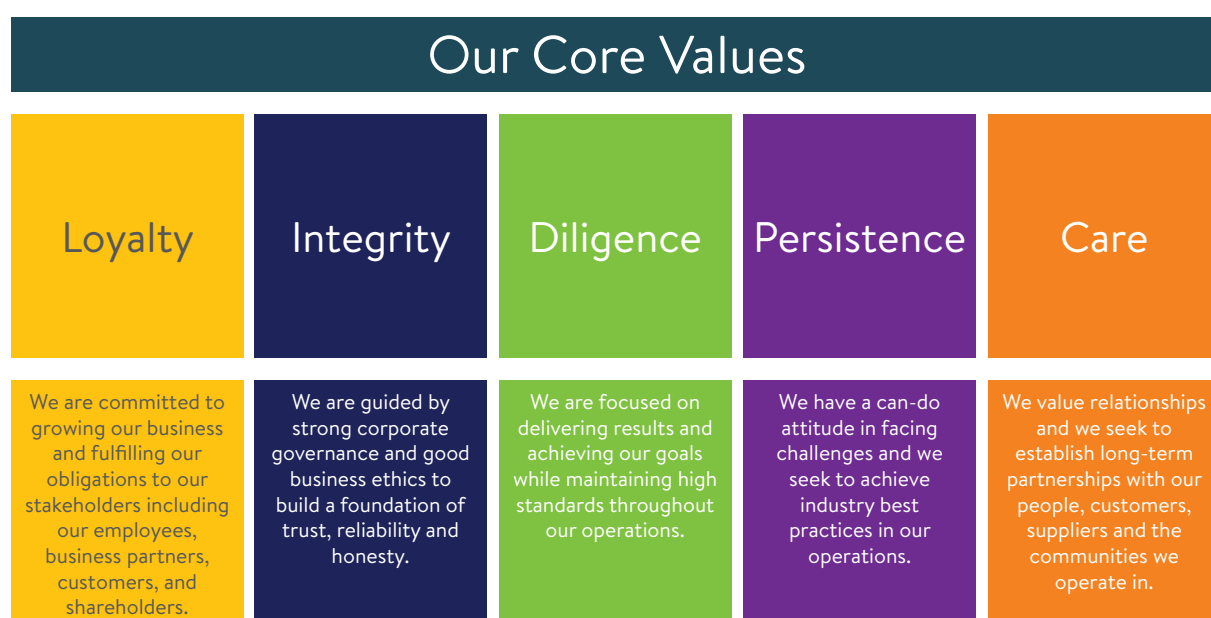 Our Core Values
Loyalty
Integrity
Diligence
Persistence
Care
We are committed to
growing our business
and fulfilling our
obligations to our
stakeholders including
our employees,
business partners,
customers, and
shareholders.
We are guided by
strong corporate
governance and good
business ethics to
build a foundation of
trust, reliability and
honesty.
We are focused on
delivering results and
achieving our goals
while maintaining high
standards throughout
our operations.
We have a can-do
attitude in facing
challenges and we
seek to achieve
industry best
practices in our
operations.
We value relationships
and we seek to
establish long-term
partnerships with our
people, customers,
suppliers and the
communities we
operate in.